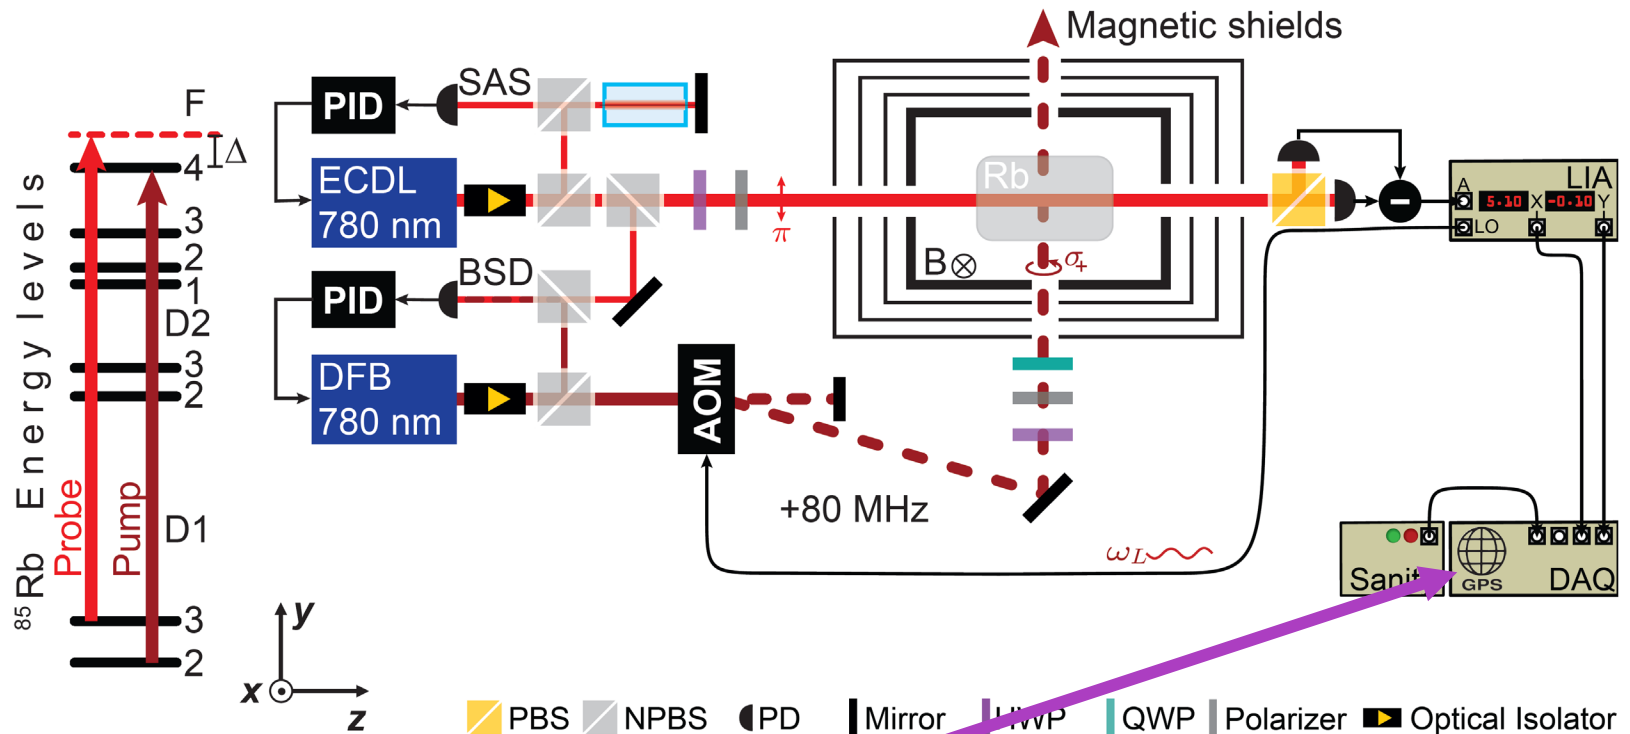 Magnetic shields
F
Δ
4
3
2
1
D2
3
2
D1
3
2
85Rb Energy levels
Probe
Pump
PID
SAS
ECDL
780 nm
π
Rb
B
σ+
PID
BSD
DFB
780 nm
AOM
+80 MHz
ωL
A
LIA
5.10 X -0.10 Y
LO
GPS
DAQ
y
x
z
PBS NPBS PD Mirror HWP QWP Polarizer Optical Isolator